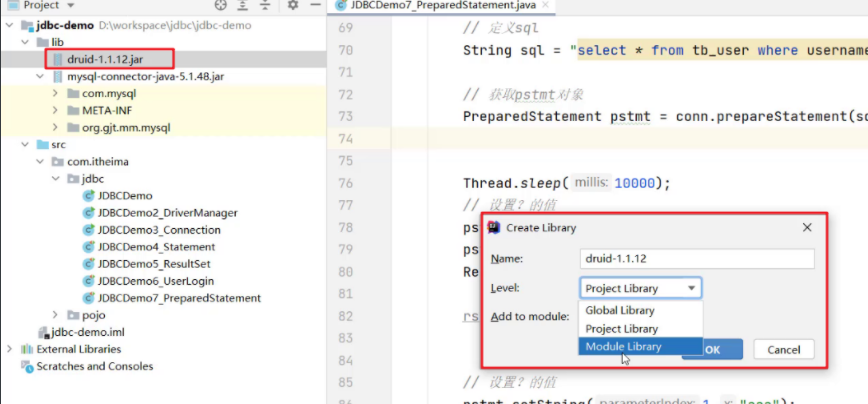 Project
JDBCDemo7_PreparedStatement.java
jdbc-demo D:\workspace\jdbc\jdbc-demo
lib
druid-1.1.12.jar
mysql-connector-java-5.1.48.jar
com.mysql
META-INF
org.gjt.mm.mysql
src
com.itheima
jdbc
JDBCDemo
JDBCDemo2_DriverManager
JDBCDemo3_Connection
JDBCDemo4_Statement
JDBCDemo5_ResultSet
JDBCDemo6_UserLogin
JDBCDemo7_PreparedStatement
pojo
jdbc-demo.iml
External Libraries
Scratches and Consoles
69 // 定义sql
70 String sql = "select * from tb_user where username
71
72 // 获取pstmt对象
73 PreparedStatement pstmt = conn.prepareStatement(sq
74
75
76 Thread.sleep( millis: 10000);
77 // 设置？的值
78 ps
79 ps
80 Re
81
82 rs
83
84
85 // 设置？的值
86 pstmt.setString( parameterIndex: 1, "aaa");
Create Library
Name: druid-1.1.12
Level: Project Library
Global Library
Add to module: Project Library
Module Library
OK Cancel